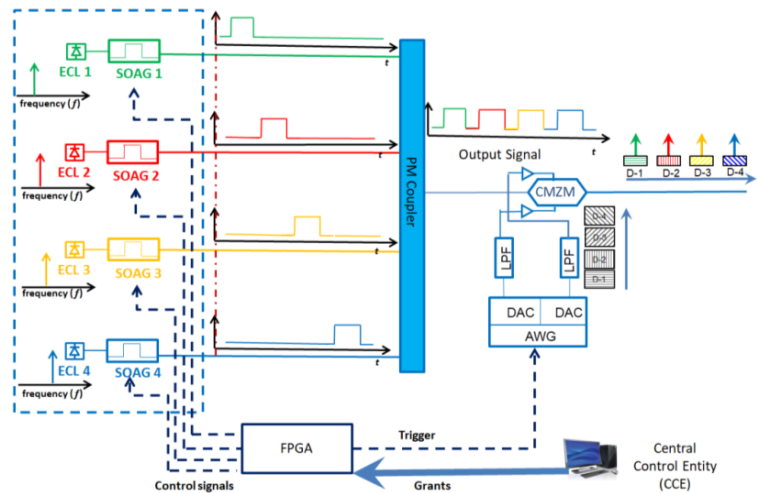 ECL 1
SOAG 1
frequency (f)
t
ECL 2
SOAG 2
frequency (f)
t
ECL 3
SOAG 3
frequency (f)
t
ECL 4
SOAG 4
frequency (f)
t
PM Coupler
Output Signal
t
D-1
D-2
D-3
D-4
CMZM
LPF
LPF
D-4
D-2
D-1
DAC
DAC
AWG
FPGA
Trigger
Control signals
Grants
Central
Control Entity
(CCE)